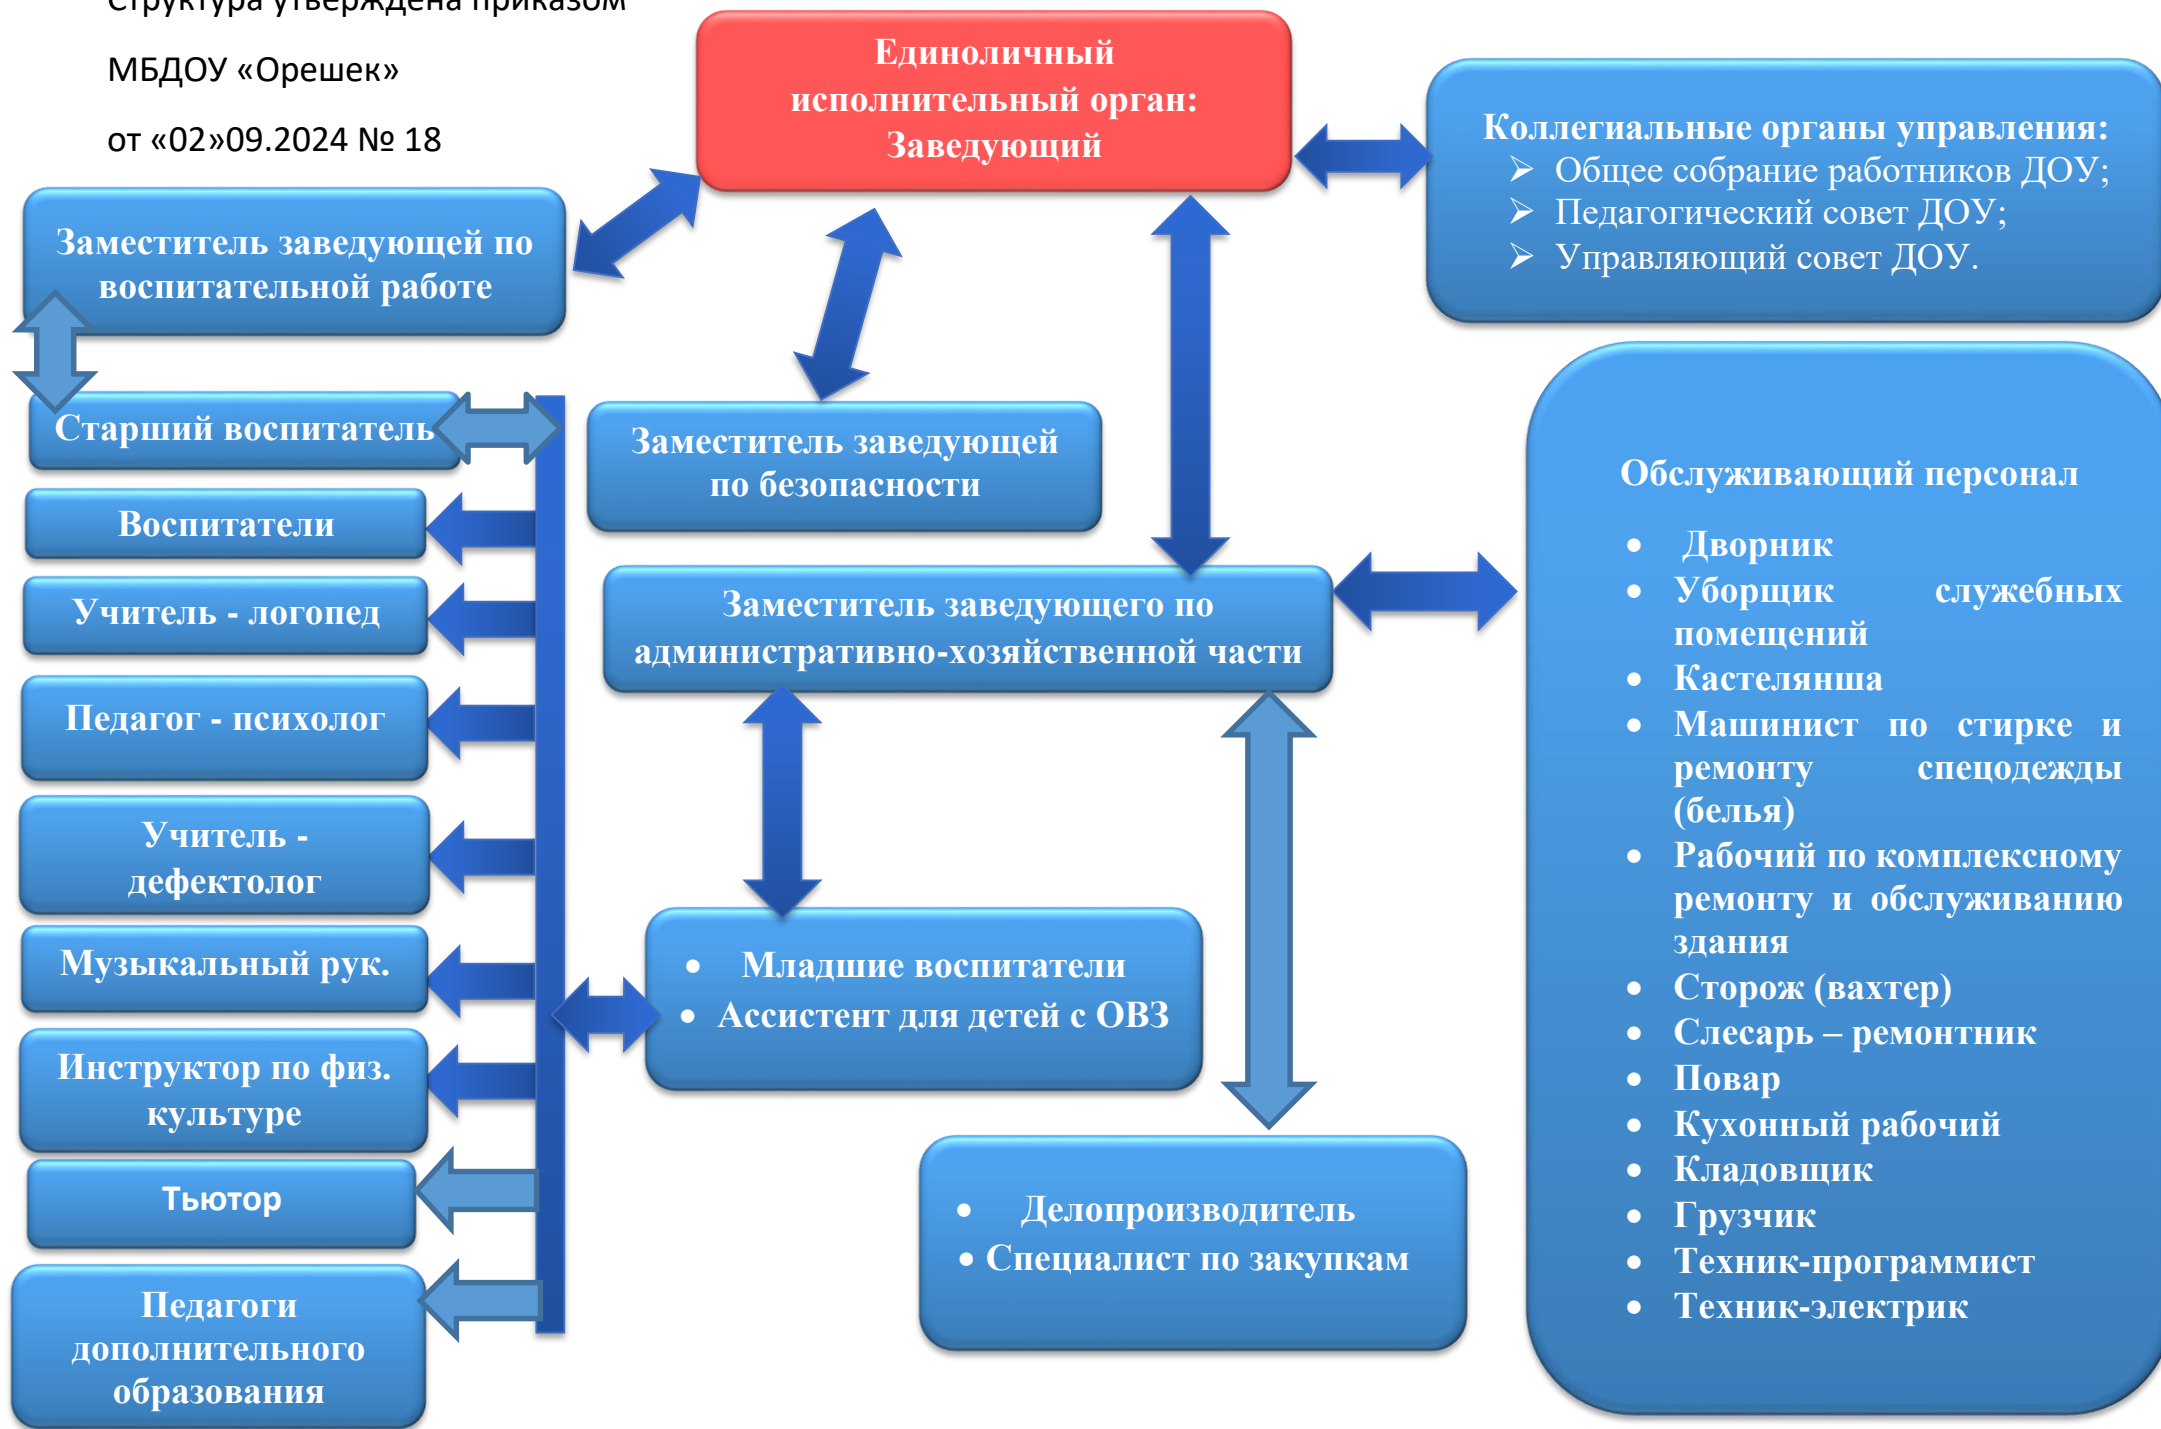 Структура утверждена приказом
МБДОУ «Орешек»
от «02»09.2024 № 18
Единоличный
исполнительный орган:
Заведующий
Коллегиальные органы управления:
➢ Общее собрание работников ДОУ;
➢ Педагогический совет ДОУ;
➢ Управляющий совет ДОУ.
Заместитель заведующей по
воспитательной работе
Старший воспитатель
Воспитатели
Учитель - логопед
Педагог - психолог
Учитель -
дефектолог
Музыкальный рук.
Инструктор по физ.
культуре
Тьютор
Педагоги
дополнительного
образования
Заместитель заведующей
по безопасности
Заместитель заведующего по
административно-хозяйственной части
• Младшие воспитатели
• Ассистент для детей с ОВЗ
• Делопроизводитель
• Специалист по закупкам
Обслуживающий персонал
• Дворник
• Уборщик служебных
помещений
• Кастелянша
• Машинист по стирке и
ремонту спецодежды
(белья)
• Рабочий по комплексному
ремонту и обслуживанию
здания
• Сторож (вахтер)
• Слесарь – ремонтник
• Повар
• Кухонный рабочий
• Кладовщик
• Грузчик
• Техник-программист
• Техник-электрик